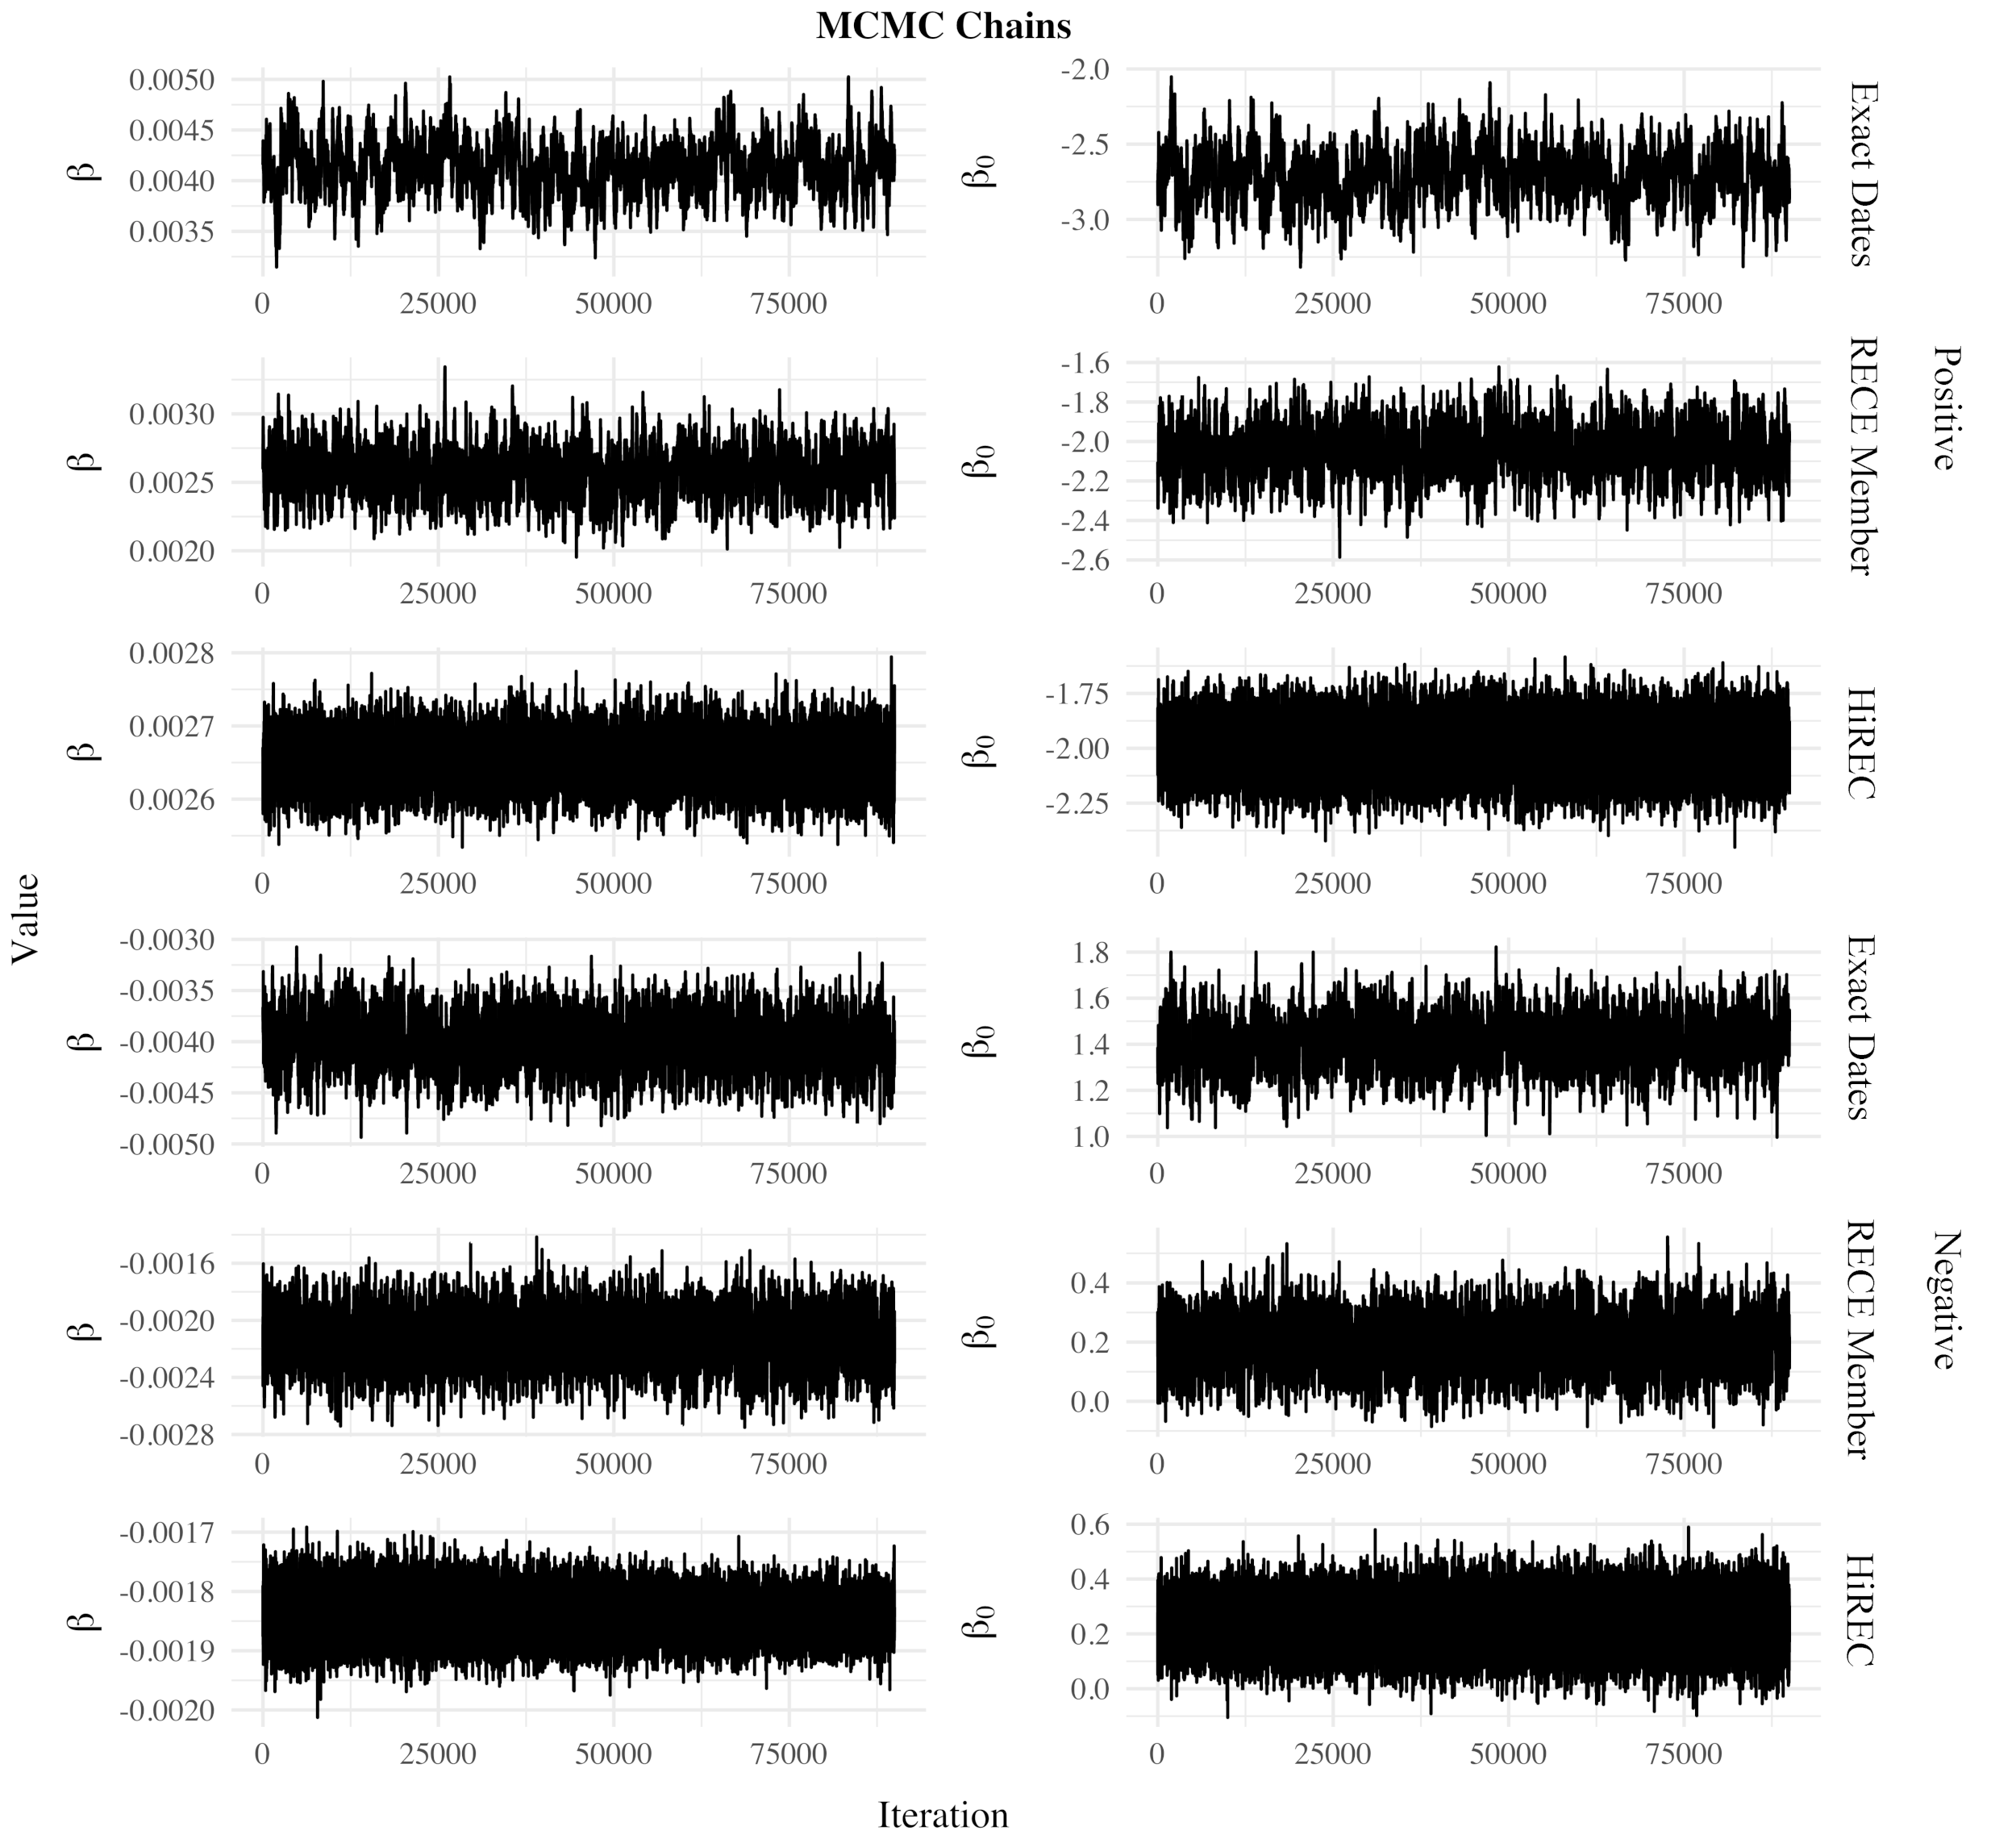 MCMC Chains
Value
Positive
Exact Dates
β
0.0050
0.0045
0.0040
0.0035
0 25000 50000 75000
β0
-2.0
-2.5
-3.0
0 25000 50000 75000
RECE Member
β
0.0030
0.0025
0.0020
0 25000 50000 75000
β0
-1.6
-1.8
-2.0
-2.2
-2.4
-2.6
0 25000 50000 75000
HiREC
β
0.0028
0.0027
0.0026
0 25000 50000 75000
β0
-1.75
-2.00
-2.25
0 25000 50000 75000
Negative
Exact Dates
β
-0.0030
-0.0035
-0.0040
-0.0045
-0.0050
0 25000 50000 75000
β0
1.8
1.6
1.4
1.2
1.0
0 25000 50000 75000
RECE Member
β
-0.0016
-0.0020
-0.0024
-0.0028
0 25000 50000 75000
β0
0.4
0.2
0.0
0 25000 50000 75000
HiREC
β
-0.0017
-0.0018
-0.0019
-0.0020
0 25000 50000 75000
β0
0.6
0.4
0.2
0.0
0 25000 50000 75000
Iteration